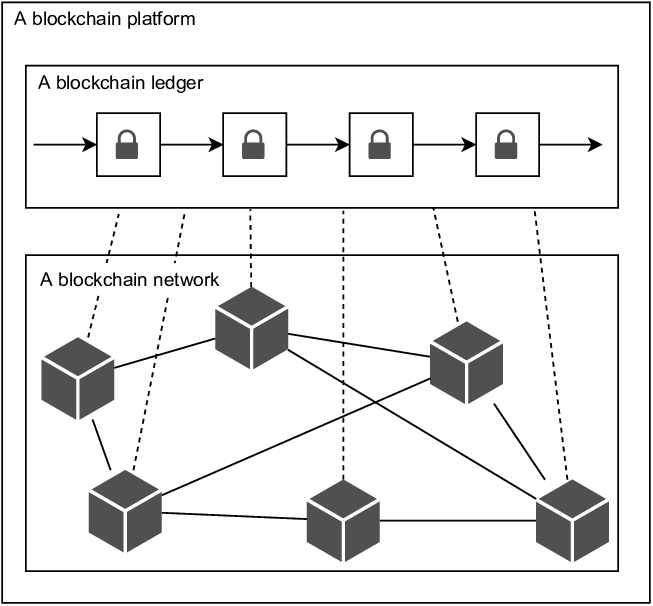 A blockchain platform
A blockchain ledger
A blockchain network